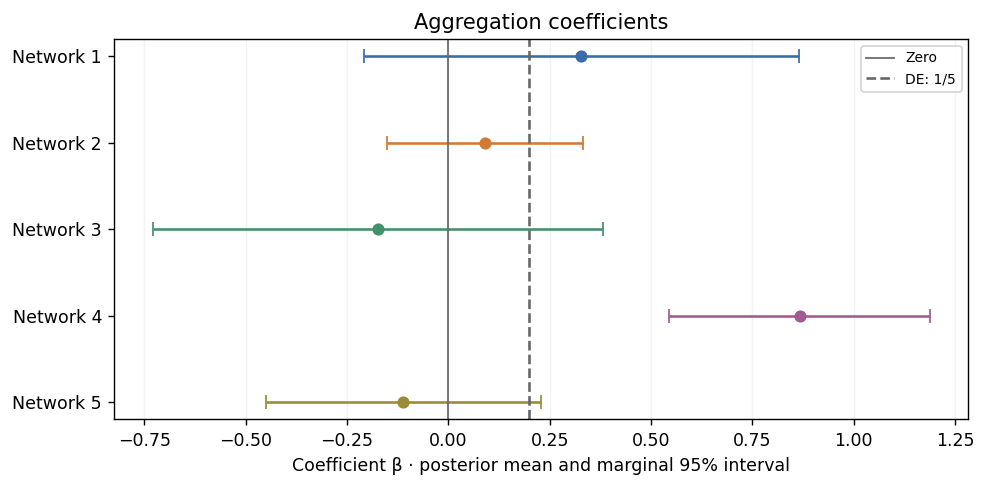 Aggregation coefficients
Network 1
Network 2
Network 3
Network 4
Network 5
Zero
DE: 1/5
−0.75 −0.50 −0.25 0.00 0.25 0.50 0.75 1.00 1.25
Coefficient β · posterior mean and marginal 95% interval